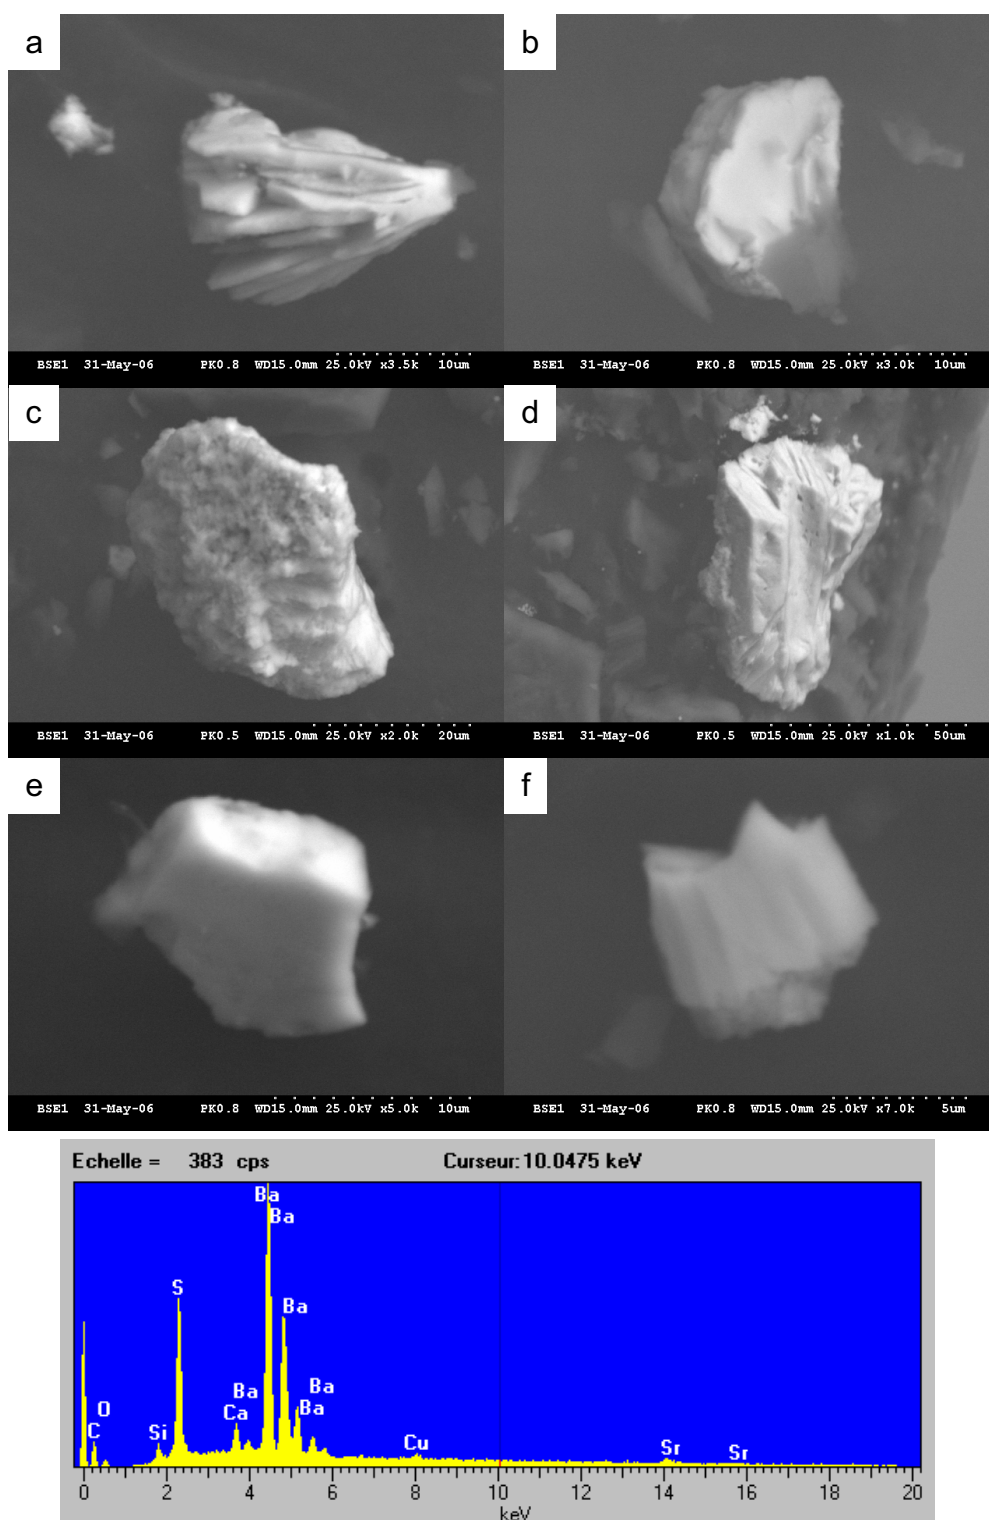 a
b
BSE1 31-May-06 PK0.8 WD15.0mm 25.0kV x3.5k 10um
BSE1 31-May-06 PK0.8 WD15.0mm 25.0kV x3.0k 10um
c
d
BSE1 31-May-06 PK0.5 WD15.0mm 25.0kV x2.0k 20um
BSE1 31-May-06 PK0.5 WD15.0mm 25.0kV x1.0k 50um
e
f
BSE1 31-May-06 PK0.8 WD15.0mm 25.0kV x5.0k 10um
BSE1 31-May-06 PK0.8 WD15.0mm 25.0kV x7.0k 5um
Echelle = 383 cps Curseur: 10.0475 keV
Ba
Ba
S
Ba
Ba
Ba
O
Ca
Ba
C
Si
Cu
Sr
Sr
0 2 4 6 8 10 12 14 16 18 20
keV